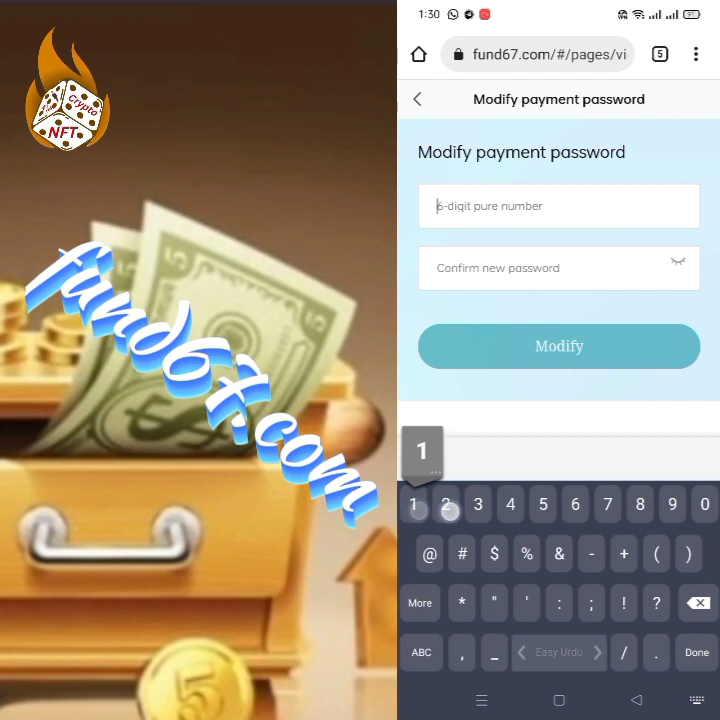 Crypto
NFT
fund67.com
1:30
fund67.com/#/pages/vi
5
Modify payment password
Modify payment password
6-digit pure number
Confirm new password
Modify
1
1 2 3 4 5 6 7 8 9 0
@ # $ % & - + ( )
More * " ' : ; ! ?
ABC , _ Easy Urdu / . Done
5